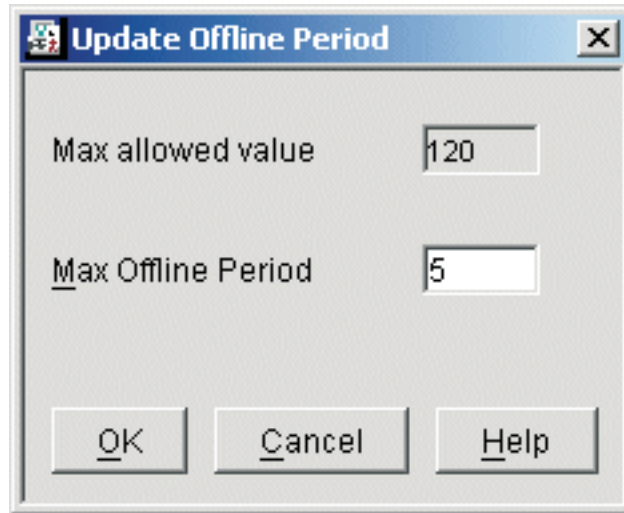 Update Offline Period
Max allowed value 120
Max Offline Period 5
OK Cancel Help